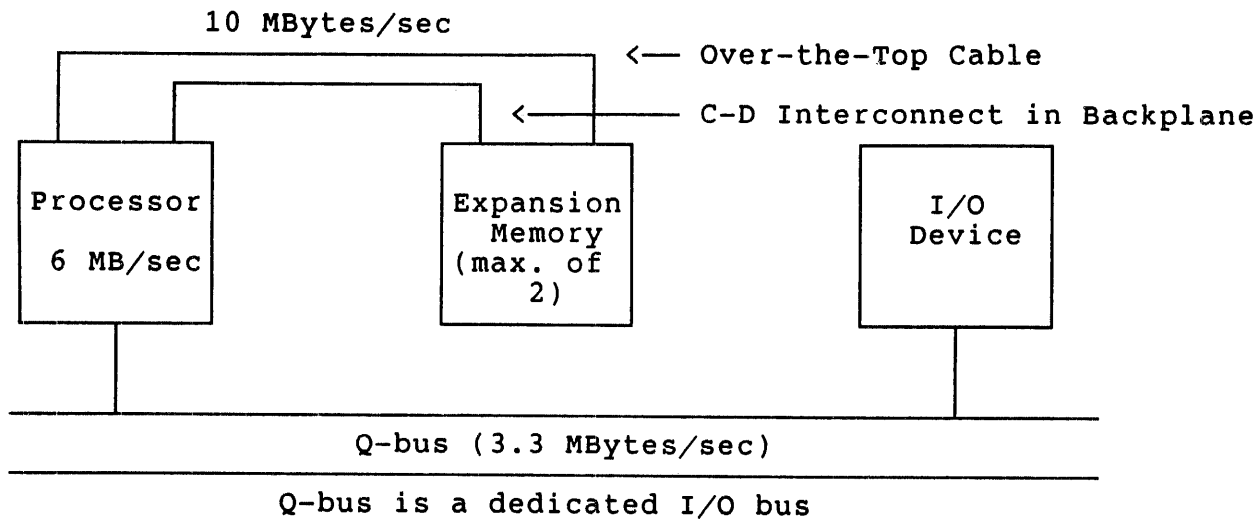 10 MBytes/sec
<— Over-the-Top Cable
<— C-D Interconnect in Backplane
Processor
6 MB/sec
Expansion
Memory
(max. of
2)
I/O
Device
Q-bus (3.3 MBytes/sec)
Q-bus is a dedicated I/O bus